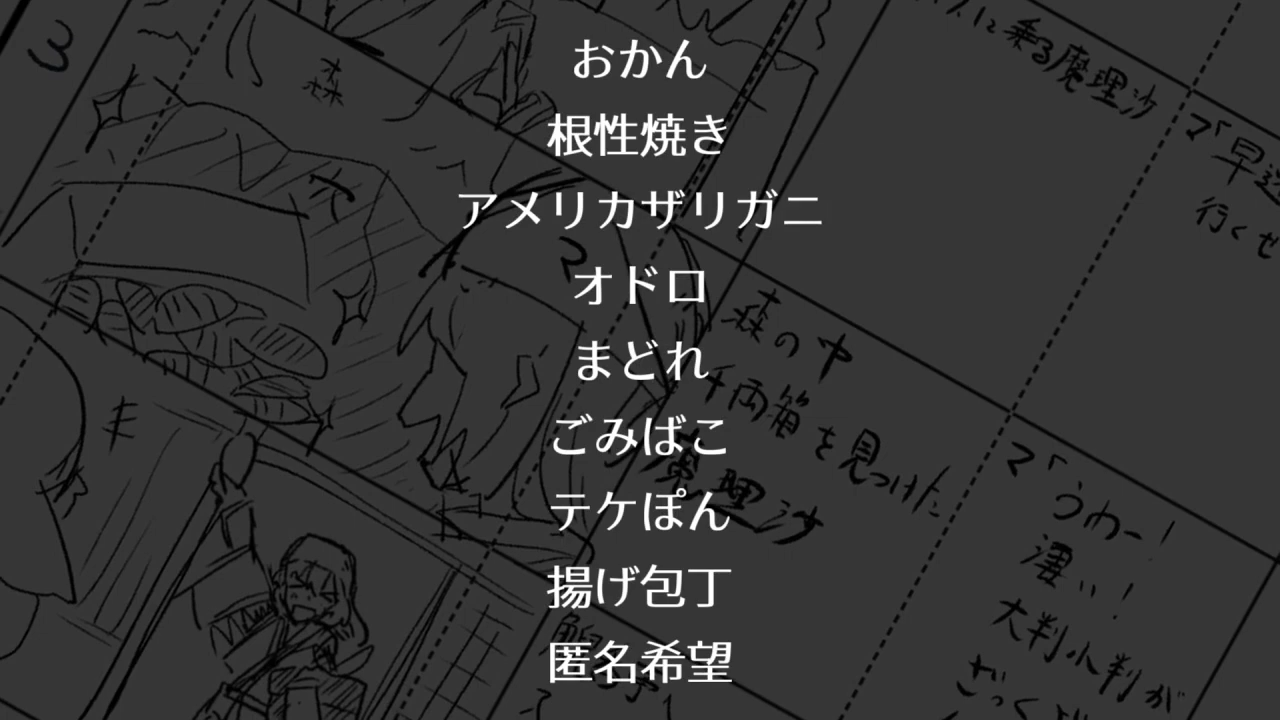 おかん
根性焼き
アメリカザリガニ
オドロ
まどれ
ごみばこ
テケぽん
揚げ包丁
匿名希望
3
森
2
に乗る魔理沙
マ「早速
行くぜ
森の中
千両箱を見つけた
魔理沙
マ「うわー!
凄い!
大判小判が
ざっく